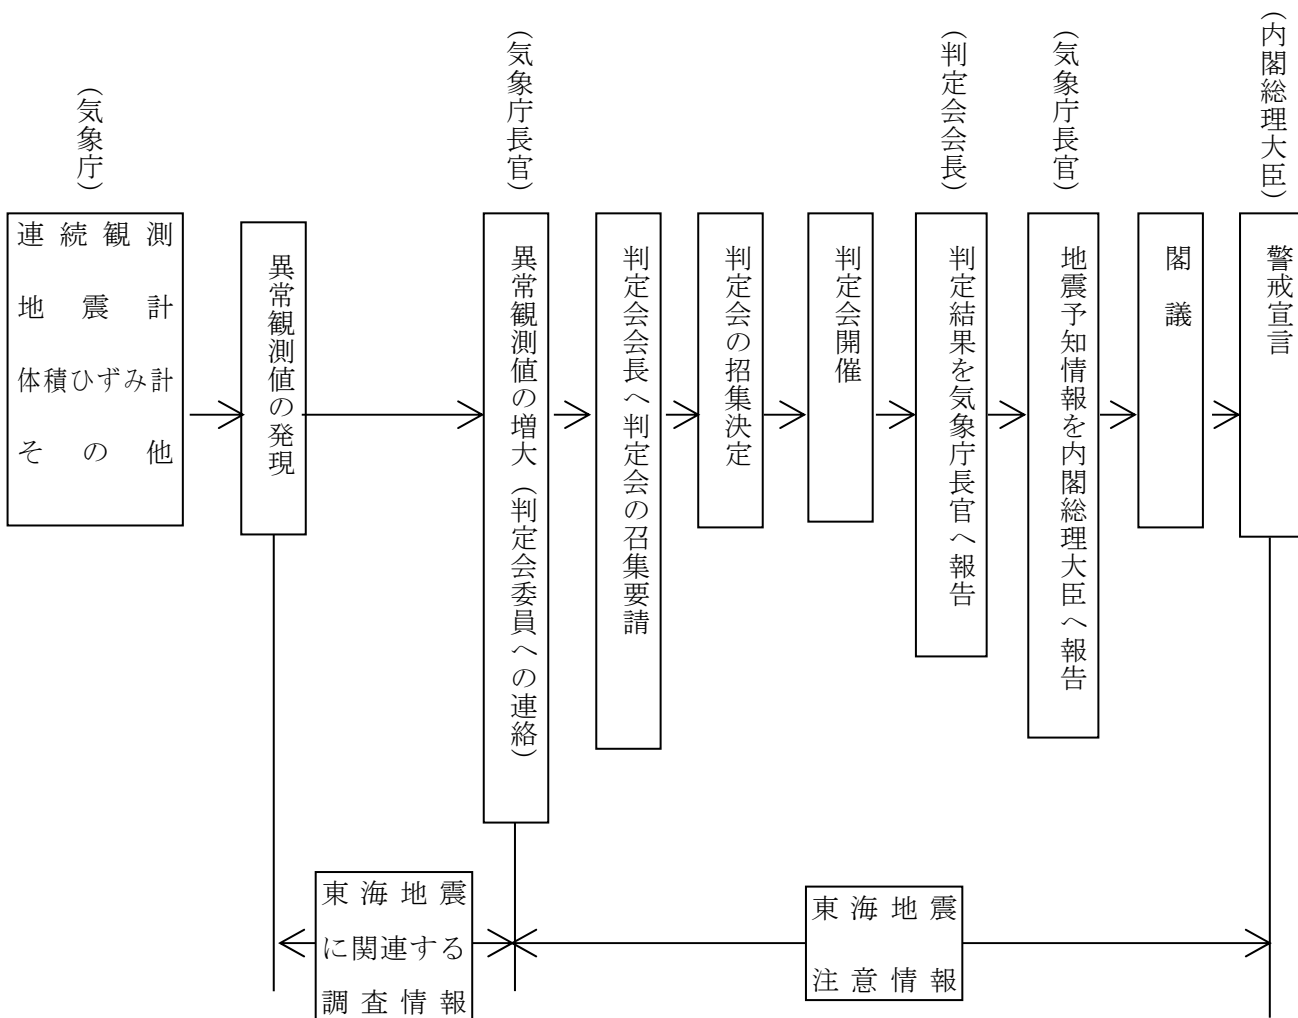 (気象庁)
連続観測
地震計
体積ひずみ計
その他
異常観測値の発現
(気象庁長官)
異常観測値の増大(判定会委員への連絡)
判定会会長へ判定会の召集要請
判定会の招集決定
判定会開催
(判定会会長)
判定結果を気象庁長官へ報告
(気象庁長官)
地震予知情報を内閣総理大臣へ報告
閣議
(内閣総理大臣)
警戒宣言
東海地震
に関連する
調査情報
東海地震
注意情報